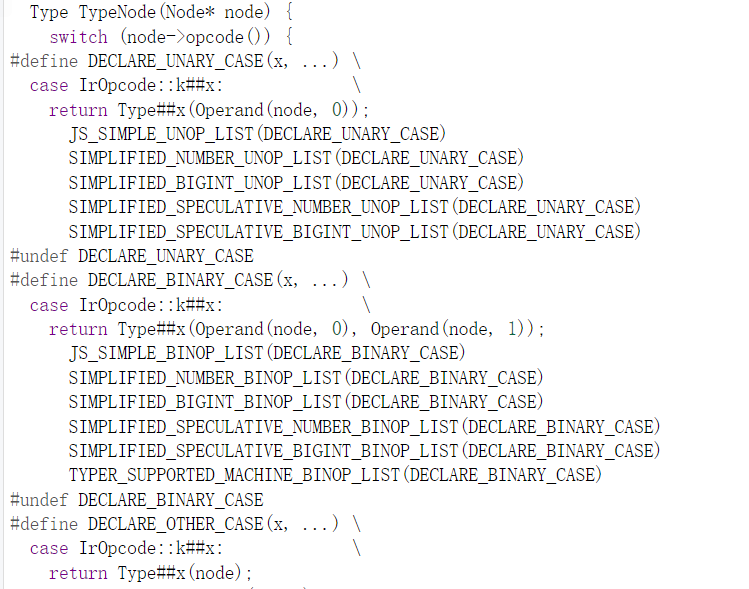 Type TypeNode(Node* node) {
switch (node->opcode()) {
#define DECLARE_UNARY_CASE(x, ...) \
case IrOpcode::k##x: \
return Type##x(Operand(node, 0));
JS_SIMPLE_UNOP_LIST(DECLARE_UNARY_CASE)
SIMPLIFIED_NUMBER_UNOP_LIST(DECLARE_UNARY_CASE)
SIMPLIFIED_BIGINT_UNOP_LIST(DECLARE_UNARY_CASE)
SIMPLIFIED_SPECULATIVE_NUMBER_UNOP_LIST(DECLARE_UNARY_CASE)
SIMPLIFIED_SPECULATIVE_BIGINT_UNOP_LIST(DECLARE_UNARY_CASE)
#undef DECLARE_UNARY_CASE
#define DECLARE_BINARY_CASE(x, ...) \
case IrOpcode::k##x: \
return Type##x(Operand(node, 0), Operand(node, 1));
JS_SIMPLE_BINOP_LIST(DECLARE_BINARY_CASE)
SIMPLIFIED_NUMBER_BINOP_LIST(DECLARE_BINARY_CASE)
SIMPLIFIED_BIGINT_BINOP_LIST(DECLARE_BINARY_CASE)
SIMPLIFIED_SPECULATIVE_NUMBER_BINOP_LIST(DECLARE_BINARY_CASE)
SIMPLIFIED_SPECULATIVE_BIGINT_BINOP_LIST(DECLARE_BINARY_CASE)
TYPER_SUPPORTED_MACHINE_BINOP_LIST(DECLARE_BINARY_CASE)
#undef DECLARE_BINARY_CASE
#define DECLARE_OTHER_CASE(x, ...) \
case IrOpcode::k##x: \
return Type##x(node);